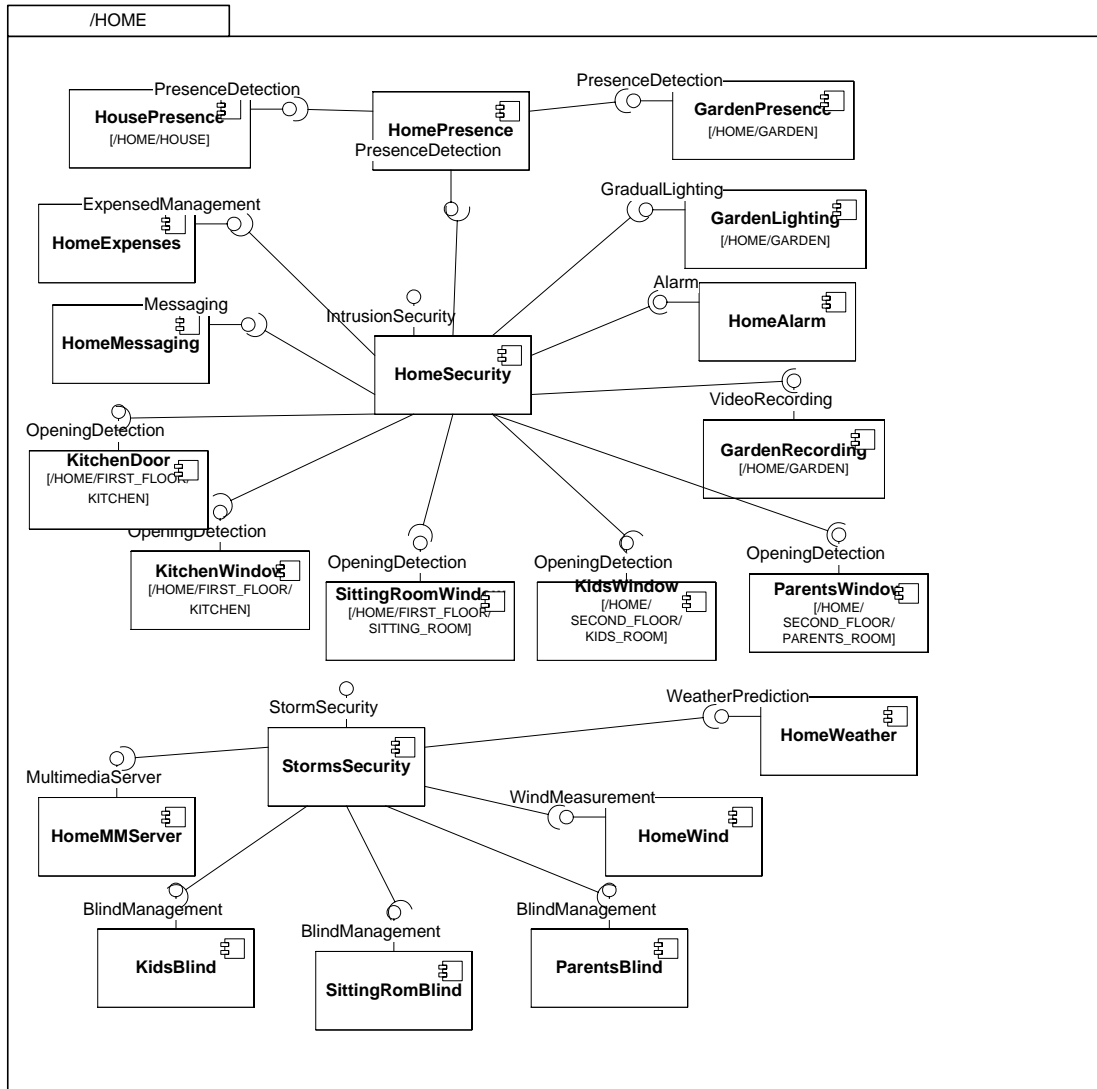 /HOME
PresenceDetection
HousePresence
[/HOME/HOUSE]
HomePresence
PresenceDetection
PresenceDetection
GardenPresence
[/HOME/GARDEN]
ExpensedManagement
HomeExpenses
GradualLighting
GardenLighting
[/HOME/GARDEN]
Messaging
HomeMessaging
IntrusionSecurity
HomeSecurity
Alarm
HomeAlarm
VideoRecording
GardenRecording
[/HOME/GARDEN]
OpeningDetection
KitchenDoor
[/HOME/FIRST_FLOOR/
KITCHEN]
OpeningDetection
KitchenWindow
[/HOME/FIRST_FLOOR/
KITCHEN]
OpeningDetection
SittingRoomWindow
[/HOME/FIRST_FLOOR/
SITTING_ROOM]
OpeningDetection
KidsWindow
[/HOME/
SECOND_FLOOR/
KIDS_ROOM]
OpeningDetection
ParentsWindow
[/HOME/
SECOND_FLOOR/
PARENTS_ROOM]
StormSecurity
StormsSecurity
WeatherPrediction
HomeWeather
MultimediaServer
HomeMMServer
WindMeasurement
HomeWind
BlindManagement
KidsBlind
BlindManagement
SittingRomBlind
BlindManagement
ParentsBlind